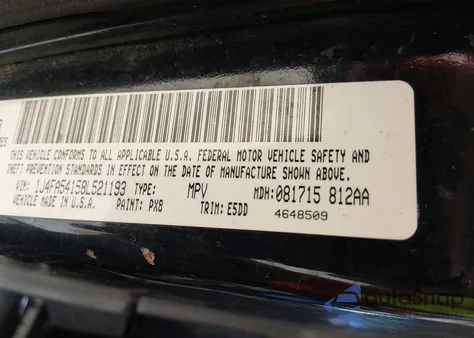 R
DES
THIS VEHICLE CONFORMS TO ALL APPLICABLE U.S.A. FEDERAL MOTOR VEHICLE SAFETY AND
THEFT PREVENTION STANDARDS IN EFFECT ON THE DATE OF MANUFACTURE SHOWN ABOVE.
VIN: 1J4FA54158L521193 TYPE: MPV MDH:081715 812AA
VEHICLE MADE IN U.S.A. PAINT: PX8 TRIM: E5DD 4648509
autoSnap